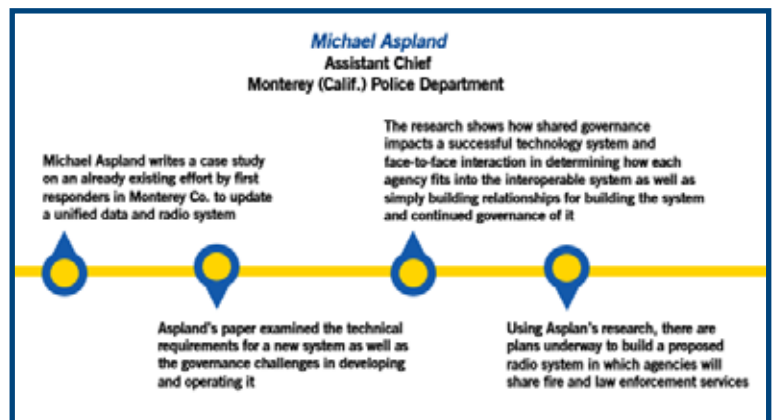 Michael Aspland
Assistant Chief
Monterey (Calif.) Police Department
Michael Aspland writes a case study
on an already existing effort by first
responders in Monterey Co. to update
a unified data and radio system
Aspland's paper examined the technical
requirements for a new system as well as
the governance challenges in developing
and operating it
The research shows how shared governance
impacts a successful technology system and
face-to-face interaction in determining how each
agency fits into the interoperable system as well as
simply building relationships for building the system
and continued governance of it
Using Asplan's research, there are
plans underway to build a proposed
radio system in which agencies will
share fire and law enforcement services